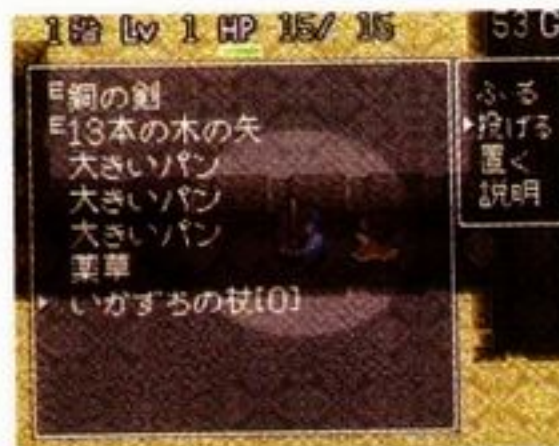 1階 Lv 1 HP 15/ 15 53 G
E銅の剣
E13本の木の矢
大きいパン
大きいパン
大きいパン
薬草
いかずちの杖[0]
ふる
投げる
置く
説明